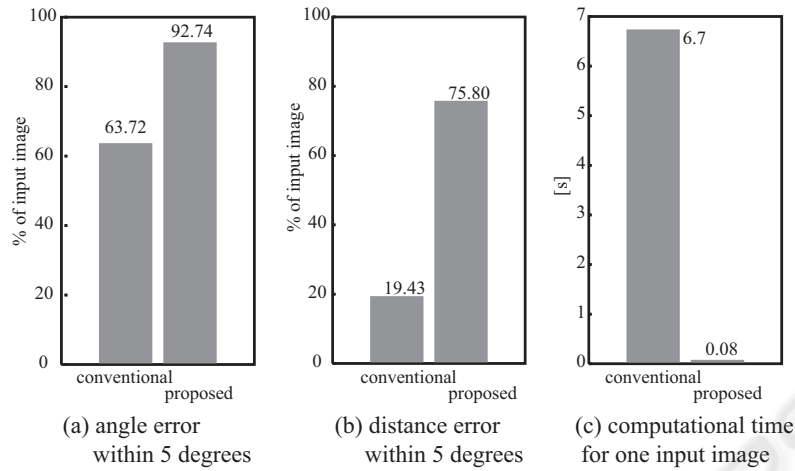 100
80
60
40
20
0
% of input image
63.72
92.74
conventional
proposed
(a) angle error
within 5 degrees
100
80
60
40
20
0
% of input image
19.43
75.80
conventional
proposed
(b) distance error
within 5 degrees
7
6
5
4
3
2
1
0
[s]
6.7
0.08
conventional
proposed
(c) computational time
for one input image